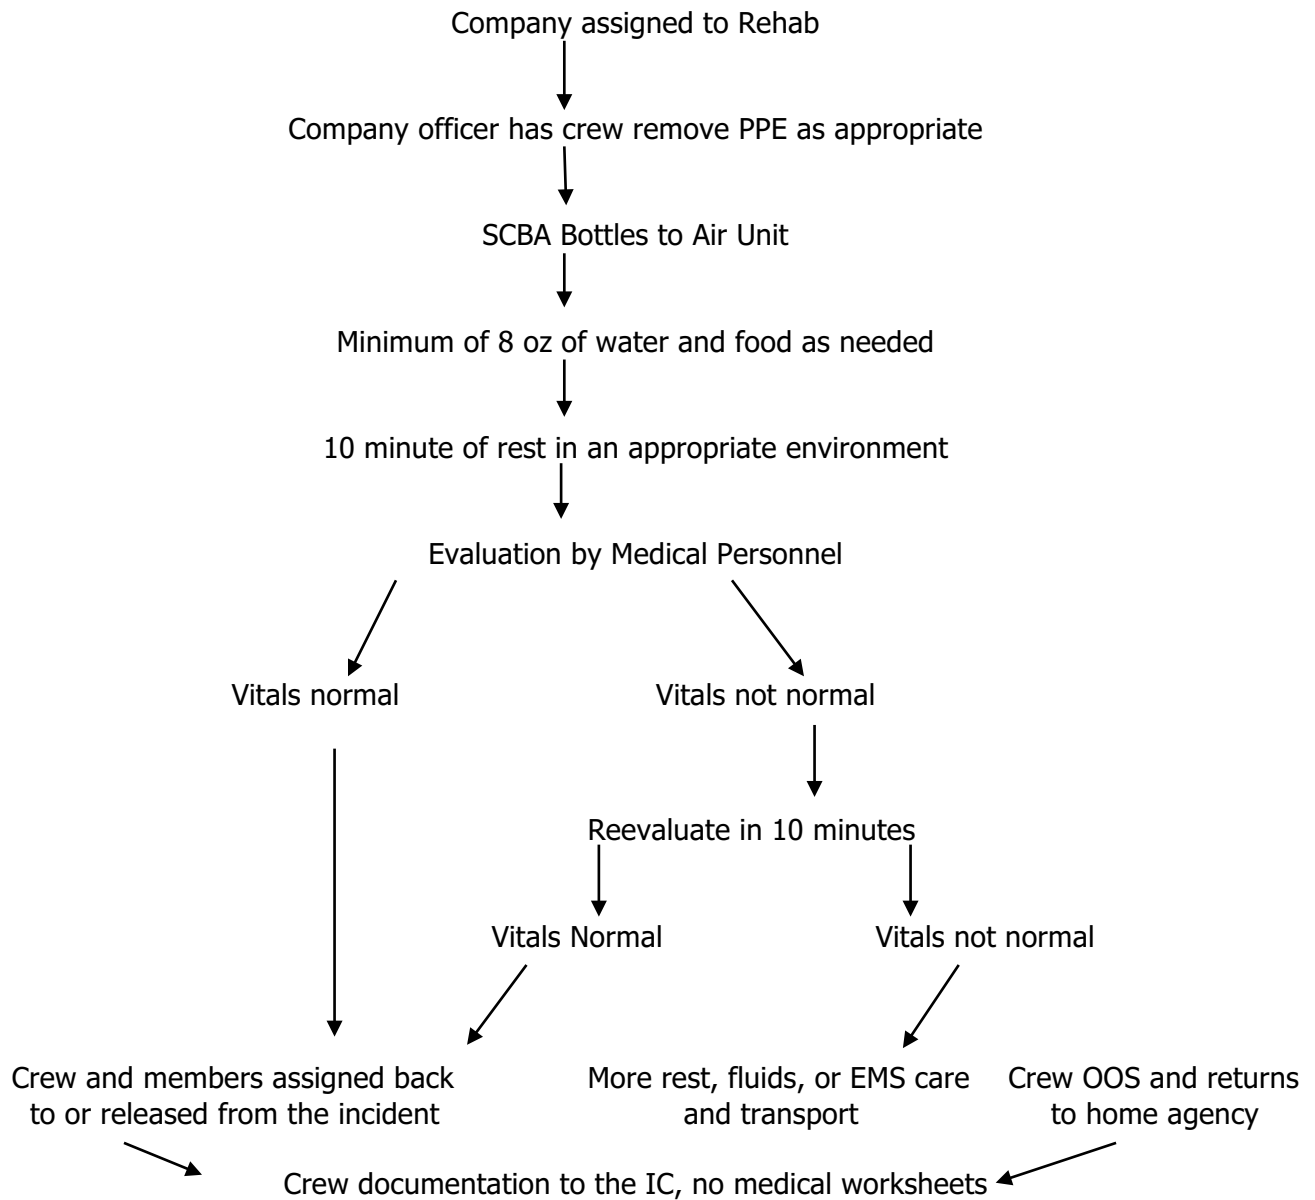 Company assigned to Rehab
Company officer has crew remove PPE as appropriate
SCBA Bottles to Air Unit
Minimum of 8 oz of water and food as needed
10 minute of rest in an appropriate environment
Evaluation by Medical Personnel
Vitals normal
Vitals not normal
Reevaluate in 10 minutes
Vitals Normal
Vitals not normal
Crew and members assigned back
to or released from the incident
More rest, fluids, or EMS care
and transport
Crew OOS and returns
to home agency
Crew documentation to the IC, no medical worksheets